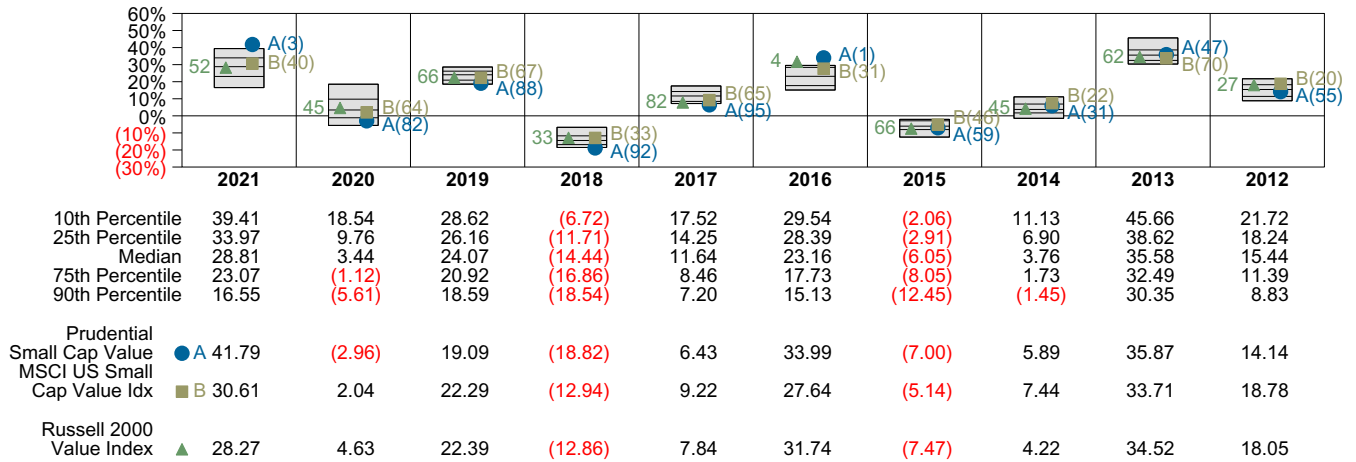 60%
50%
40%
30%
20%
10%
0%
(10%)
(20%)
(30%)
52 A(3) B(40)
45 B(64) A(82)
66 B(67) A(88)
33 B(33) A(92)
82 B(65) A(95)
4 A(1) B(31)
66 B(46) A(59)
45 B(22) A(31)
62 A(47) B(70)
27 B(20) A(55)
2021 2020 2019 2018 2017 2016 2015 2014 2013 2012
10th Percentile 39.41 18.54 28.62 (6.72) 17.52 29.54 (2.06) 11.13 45.66 21.72
25th Percentile 33.97 9.76 26.16 (11.71) 14.25 28.39 (2.91) 6.90 38.62 18.24
Median 28.81 3.44 24.07 (14.44) 11.64 23.16 (6.05) 3.76 35.58 15.44
75th Percentile 23.07 (1.12) 20.92 (16.86) 8.46 17.73 (8.05) 1.73 32.49 11.39
90th Percentile 16.55 (5.61) 18.59 (18.54) 7.20 15.13 (12.45) (1.45) 30.35 8.83
Prudential
Small Cap Value A 41.79 (2.96) 19.09 (18.82) 6.43 33.99 (7.00) 5.89 35.87 14.14
MSCI US Small
Cap Value Idx B 30.61 2.04 22.29 (12.94) 9.22 27.64 (5.14) 7.44 33.71 18.78
Russell 2000
Value Index 28.27 4.63 22.39 (12.86) 7.84 31.74 (7.47) 4.22 34.52 18.05